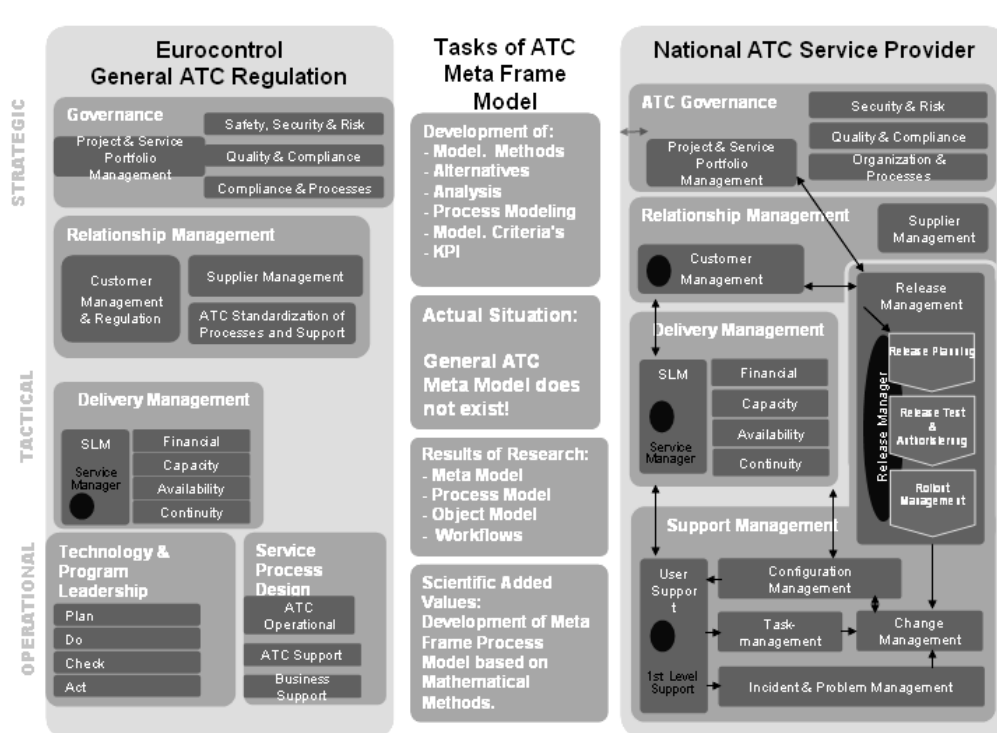 Eurocontrol
General ATC Regulation
STRATEGIC
TACTICAL
OPERATIONAL
Governance
Project & Service
Portfolio
Management
Safety, Security & Risk
Quality & Compliance
Compliance & Processes
Relationship Management
Customer
Management
& Regulation
Supplier Management
ATC Standardization of
Processes and Support
Delivery Management
SLM
Service
Manager
Financial
Capacity
Availability
Continuity
Technology &
Program
Leadership
Plan
Do
Check
Act
Service
Process
Design
ATC
Operational
ATC Support
Business
Support
Tasks of ATC
Meta Frame
Model
Development of:
- Model. Methods
- Alternatives
- Analysis
- Process Modeling
- Model. Criteria's
- KPI
Actual Situation:
General ATC
Meta Model does
not exist!
Results of Research:
- Meta Model
- Process Model
- Object Model
- Workflows
Scientific Added
Values:
Development of Meta
Frame Process
Model based on
Mathematical
Methods.
National ATC Service Provider
ATC Governance
Project & Service
Portfolio
Management
Security & Risk
Quality & Compliance
Organization &
Processes
Relationship Management
Customer
Management
Supplier
Management
Release
Management
Release Manager
Release Planning
Release Test
&
Rollout
Management
Delivery Management
SLM
Service
Manager
Financial
Capacity
Availability
Continuity
Support Management
User
Suppor
t
1st Level
Support
Configuration
Management
Task-
management
Change
Management
Incident & Problem Management